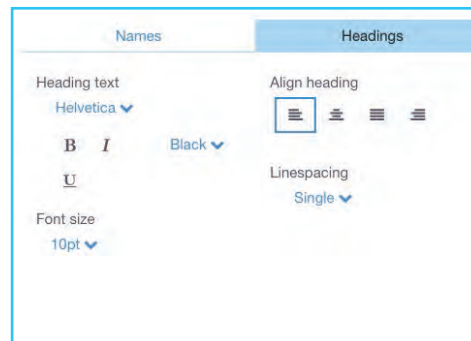 Names Headings
Heading text
Helvetica
B I Black
U
Font size
10pt
Align heading
Linespacing
Single